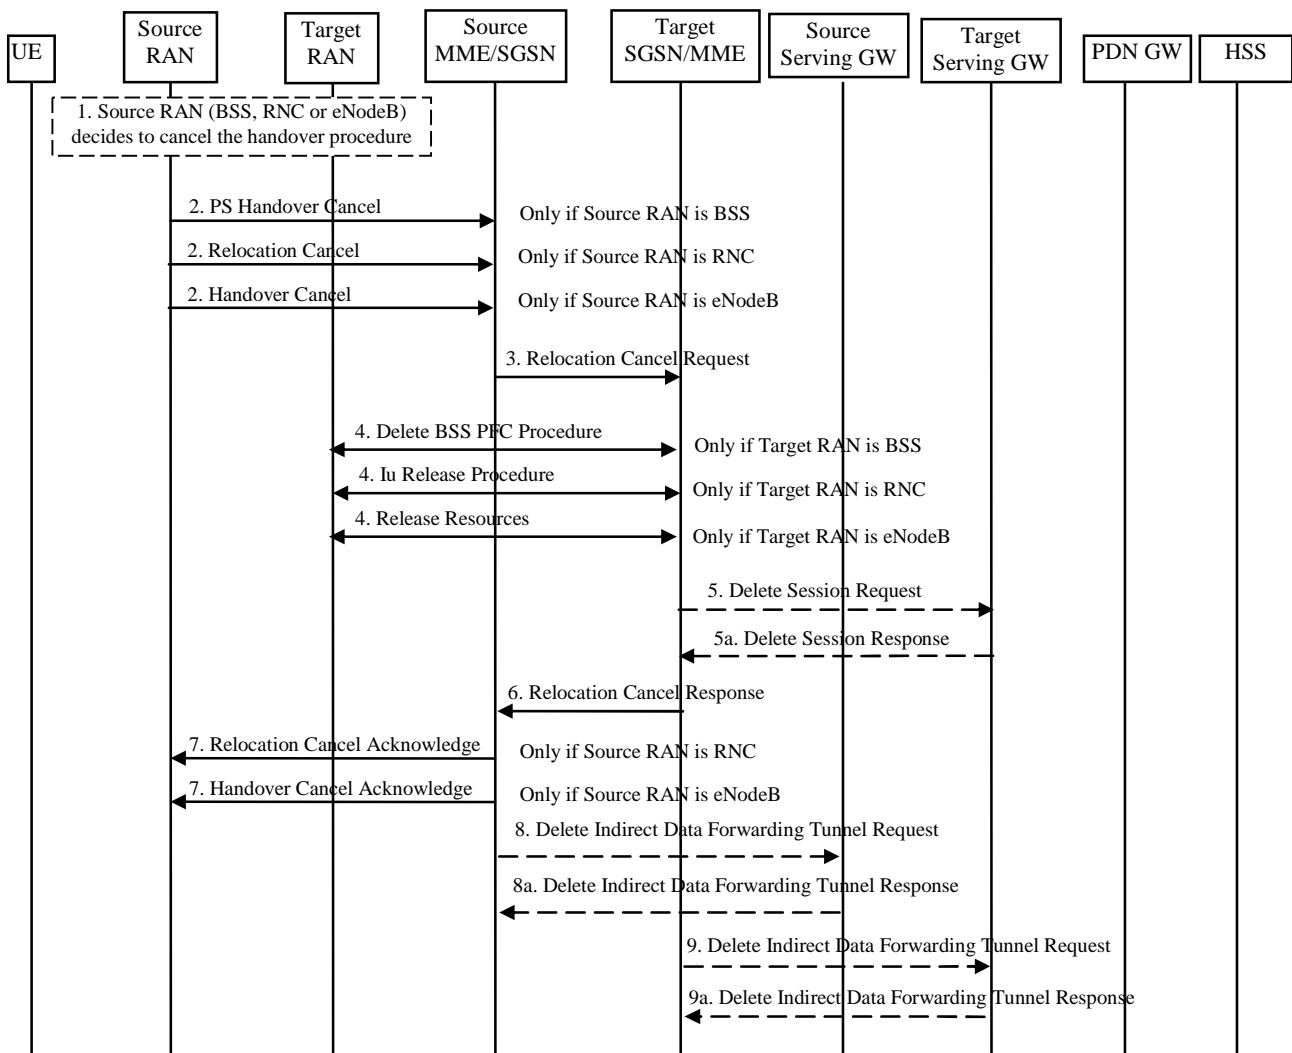 UE
Source
RAN
Target
RAN
Source
MME/SGSN
Target
SGSN/MME
Source
Serving GW
Target
Serving GW
PDN GW
HSS
1. Source RAN (BSS, RNC or eNodeB)
decides to cancel the handover procedure
2. PS Handover Cancel
Only if Source RAN is BSS
2. Relocation Cancel
Only if Source RAN is RNC
2. Handover Cancel
Only if Source RAN is eNodeB
3. Relocation Cancel Request
4. Delete BSS PFC Procedure
Only if Target RAN is BSS
4. Iu Release Procedure
Only if Target RAN is RNC
4. Release Resources
Only if Target RAN is eNodeB
5. Delete Session Request
5a. Delete Session Response
6. Relocation Cancel Response
7. Relocation Cancel Acknowledge
Only if Source RAN is RNC
7. Handover Cancel Acknowledge
Only if Source RAN is eNodeB
8. Delete Indirect Data Forwarding Tunnel Request
8a. Delete Indirect Data Forwarding Tunnel Response
9. Delete Indirect Data Forwarding Tunnel Request
9a. Delete Indirect Data Forwarding Tunnel Response